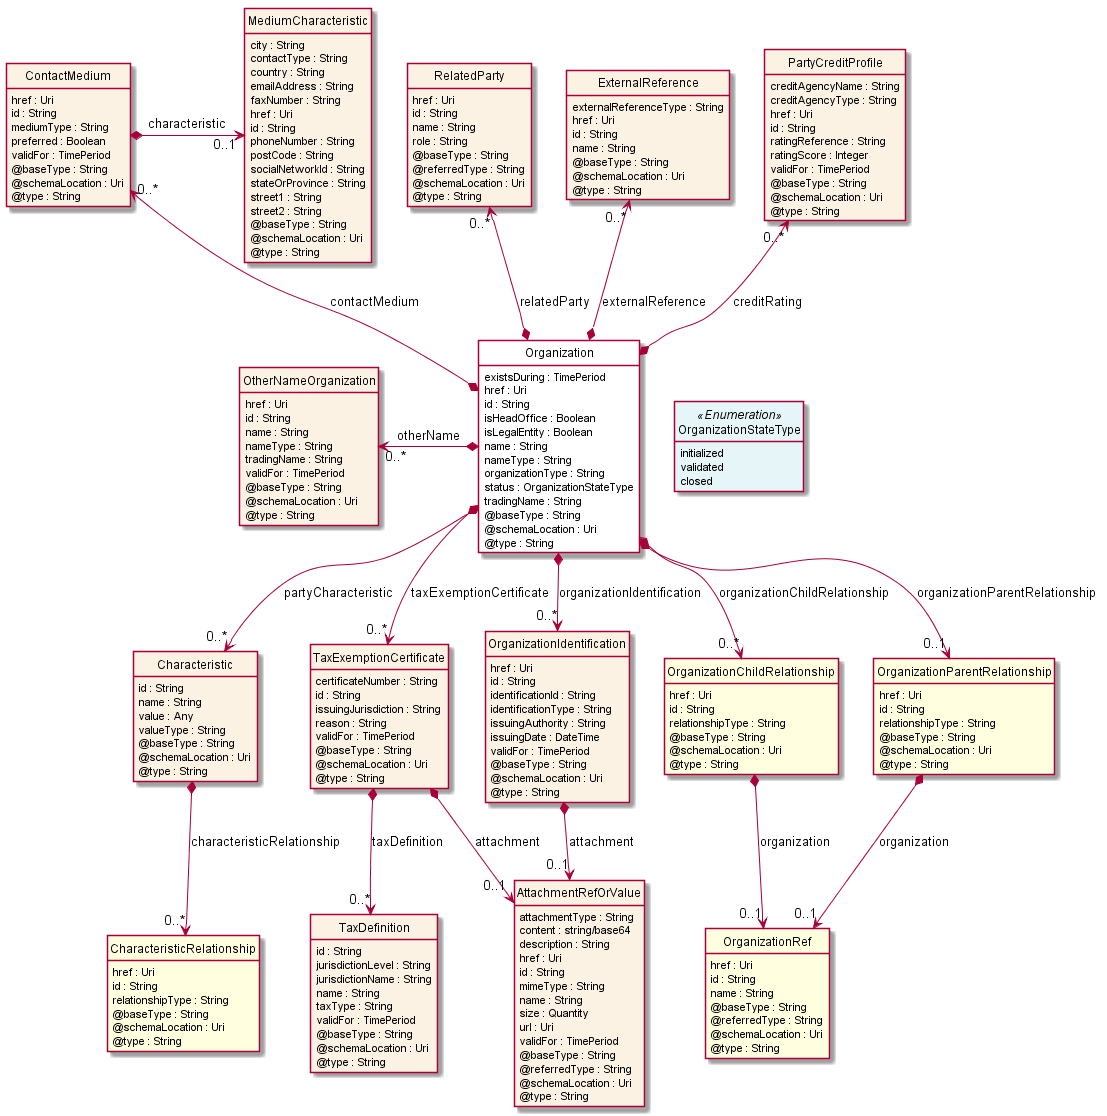 MediumCharacteristic
city : String
contactType : String
country : String
emailAddress : String
faxNumber : String
href : Uri
id : String
phoneNumber : String
postCode : String
socialNetworkId : String
stateOrProvince : String
street1 : String
street2 : String
@baseType : String
@schemaLocation : Uri
@type : String
ContactMedium
href : Uri
id : String
mediumType : String
preferred : Boolean
validFor : TimePeriod
@baseType : String
@schemaLocation : Uri
@type : String
characteristic
0..1
0..*
RelatedParty
href : Uri
id : String
name : String
role : String
@baseType : String
@referredType : String
@schemaLocation : Uri
@type : String
0..*
ExternalReference
externalReferenceType : String
href : Uri
id : String
name : String
@baseType : String
@schemaLocation : Uri
@type : String
0..*
PartyCreditProfile
creditAgencyName : String
creditAgencyType : String
href : Uri
id : String
ratingReference : String
ratingScore : Integer
validFor : TimePeriod
@baseType : String
@schemaLocation : Uri
@type : String
0..*
contactMedium
relatedParty
externalReference
creditRating
Organization
existsDuring : TimePeriod
href : Uri
id : String
isHeadOffice : Boolean
isLegalEntity : Boolean
name : String
nameType : String
organizationType : String
status : OrganizationStateType
tradingName : String
@baseType : String
@schemaLocation : Uri
@type : String
OtherNameOrganization
href : Uri
id : String
name : String
nameType : String
tradingName : String
validFor : TimePeriod
@baseType : String
@schemaLocation : Uri
@type : String
otherName
0..*
«Enumeration»
OrganizationStateType
initialized
validated
closed
partyCharacteristic
taxExemptionCertificate
organizationIdentification
organizationChildRelationship
organizationParentRelationship
0..*
0..*
0..*
0..*
0..1
Characteristic
id : String
name : String
value : Any
valueType : String
@baseType : String
@schemaLocation : Uri
@type : String
TaxExemptionCertificate
certificateNumber : String
id : String
issuingJurisdiction : String
reason : String
validFor : TimePeriod
@baseType : String
@schemaLocation : Uri
@type : String
OrganizationIdentification
href : Uri
id : String
identificationId : String
identificationType : String
issuingAuthority : String
issuingDate : DateTime
validFor : TimePeriod
@baseType : String
@schemaLocation : Uri
@type : String
OrganizationChildRelationship
href : Uri
id : String
relationshipType : String
@baseType : String
@schemaLocation : Uri
@type : String
OrganizationParentRelationship
href : Uri
id : String
relationshipType : String
@baseType : String
@schemaLocation : Uri
@type : String
characteristicRelationship
taxDefinition
attachment
attachment
organization
organization
0..*
0..*
0..1
0..1
0..1
0..1
CharacteristicRelationship
href : Uri
id : String
relationshipType : String
@baseType : String
@schemaLocation : Uri
@type : String
TaxDefinition
id : String
jurisdictionLevel : String
jurisdictionName : String
name : String
taxType : String
validFor : TimePeriod
@baseType : String
@schemaLocation : Uri
@type : String
AttachmentRefOrValue
attachmentType : String
content : string/base64
description : String
href : Uri
id : String
mimeType : String
name : String
size : Quantity
url : Uri
validFor : TimePeriod
@baseType : String
@referredType : String
@schemaLocation : Uri
@type : String
OrganizationRef
href : Uri
id : String
name : String
@baseType : String
@referredType : String
@schemaLocation : Uri
@type : String